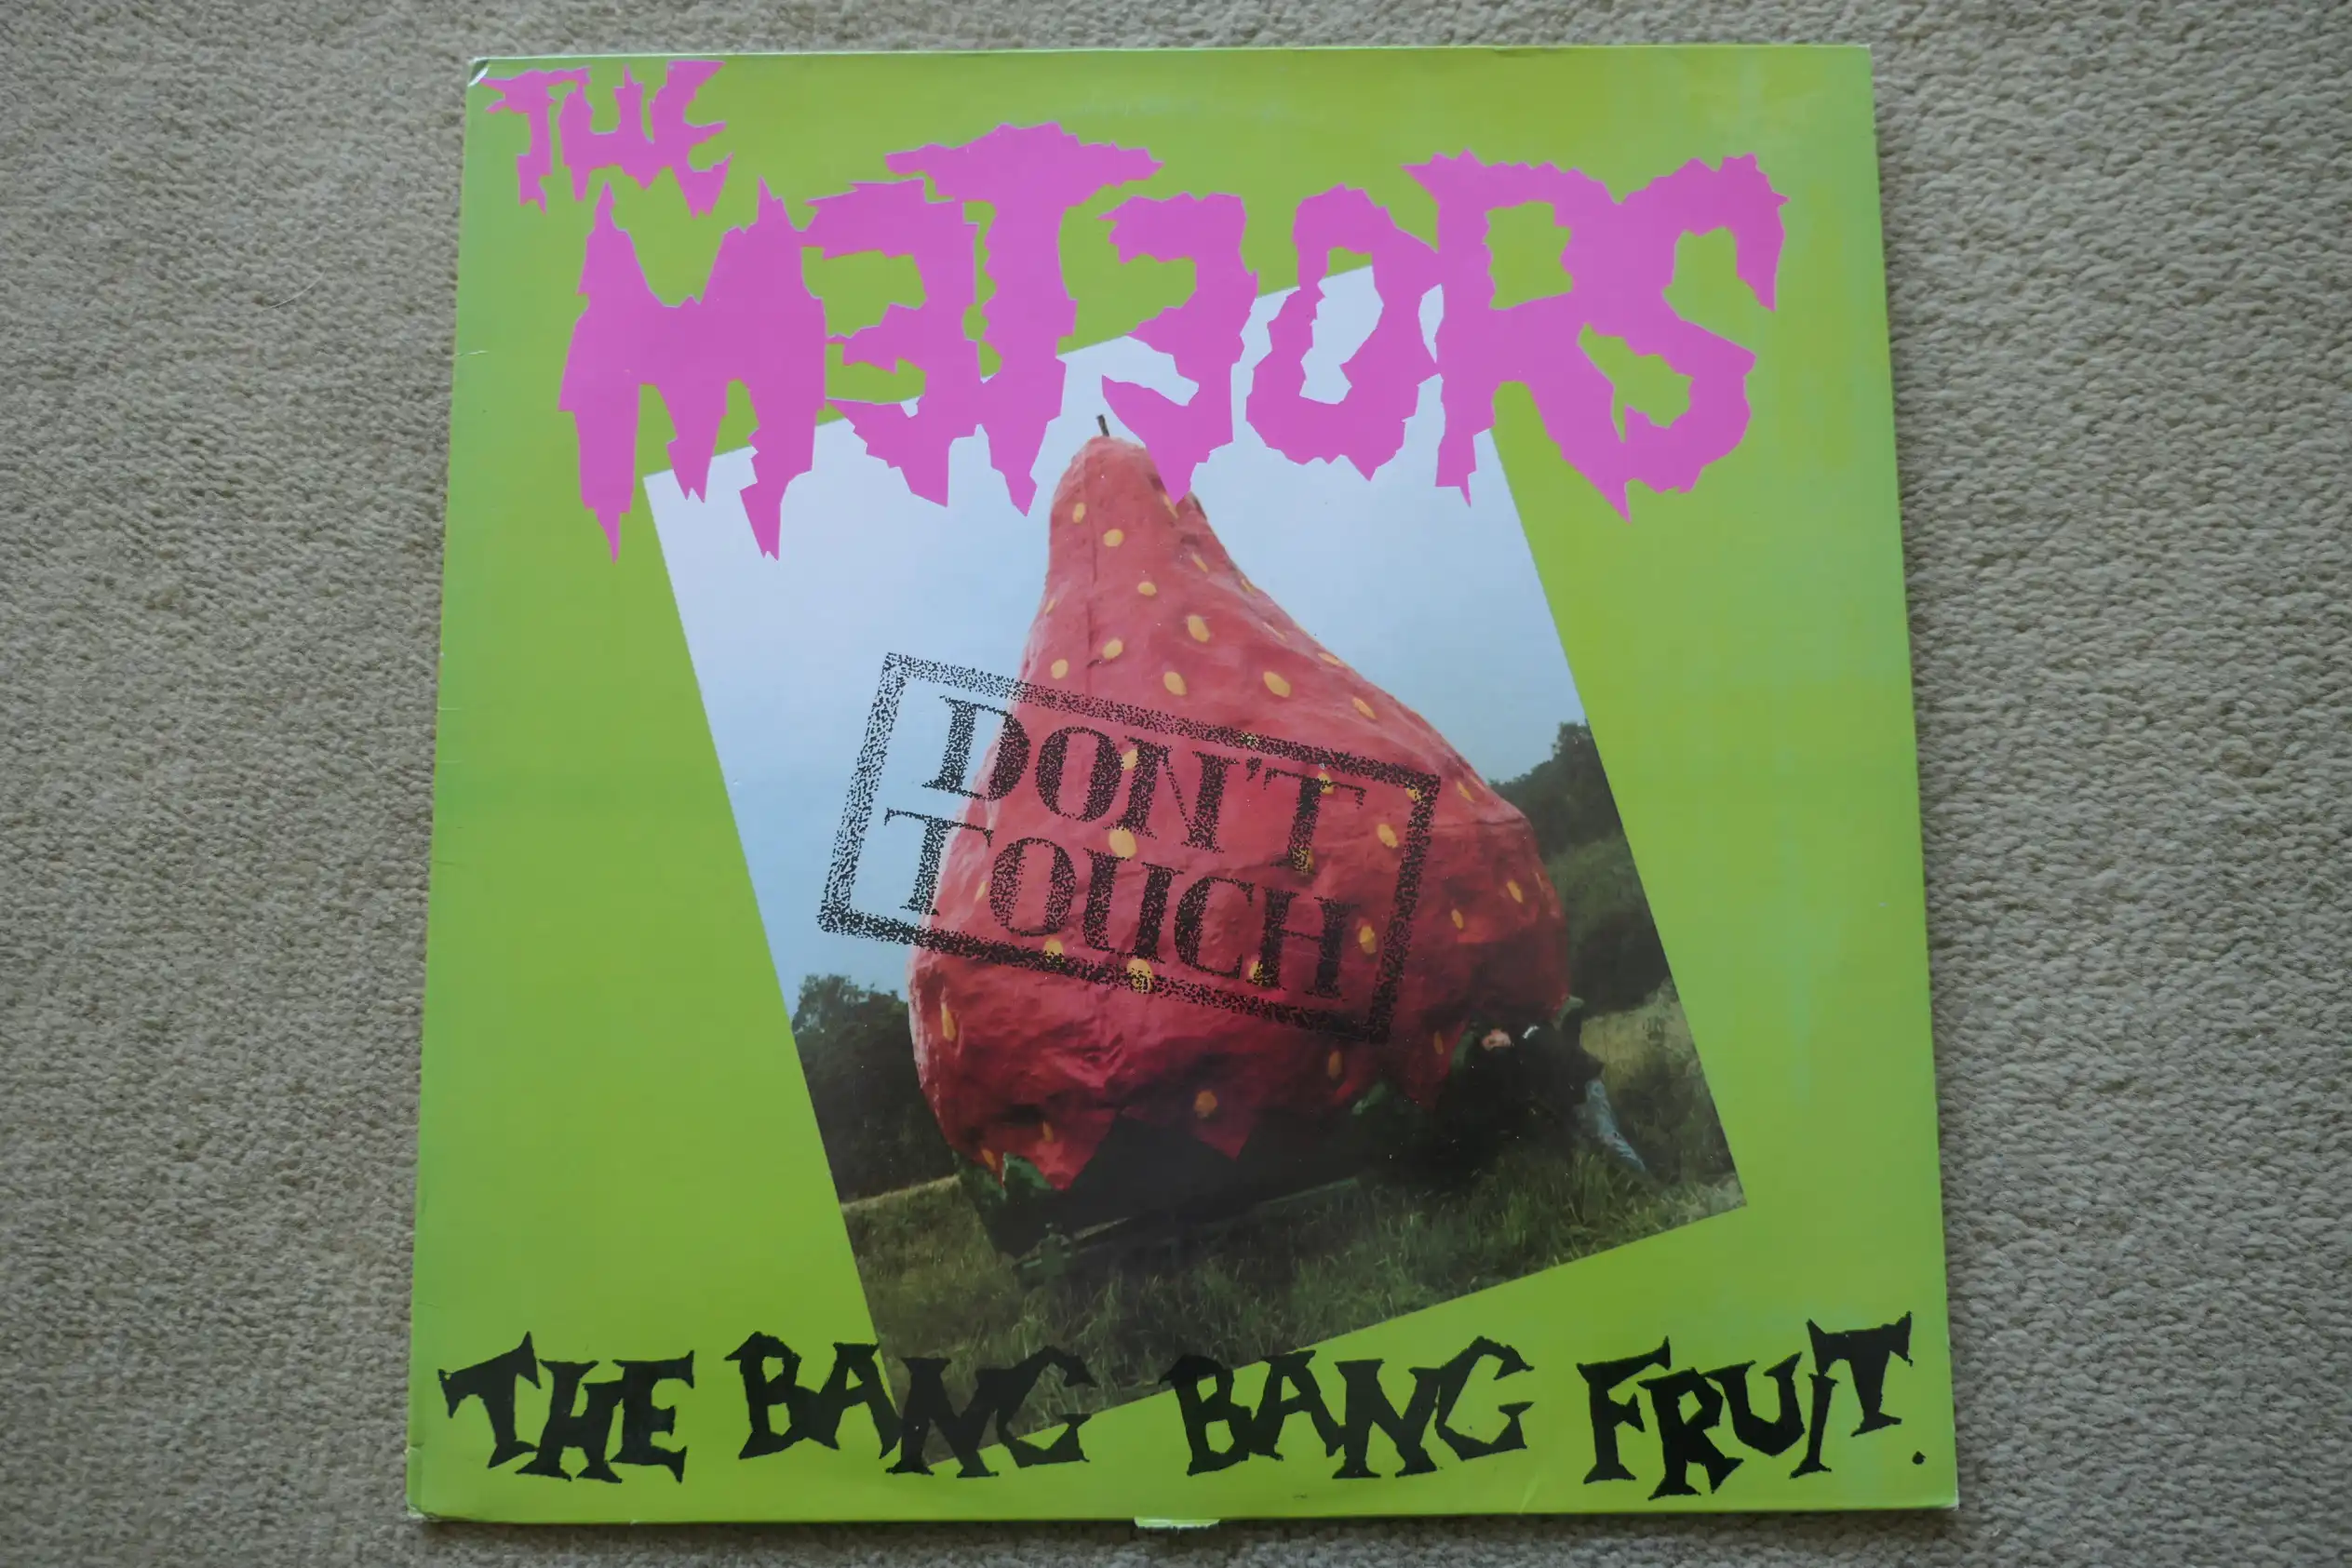 THE
METEORS
DON'T
TOUCH
THE BANG BANG FRUIT.